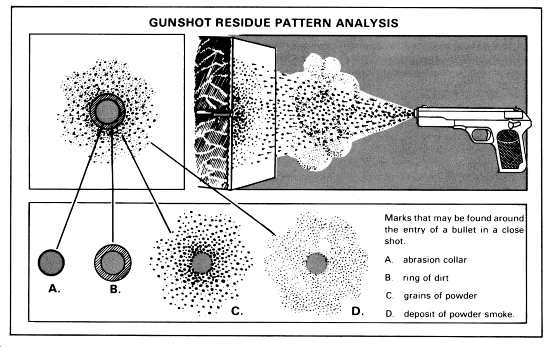 GUNSHOT RESIDUE PATTERN ANALYSIS
A.
B.
C.
D.
Marks that may be found around
the entry of a bullet in a close
shot.
A. abrasion collar
B. ring of dirt
C. grains of powder
D. deposit of powder smoke.